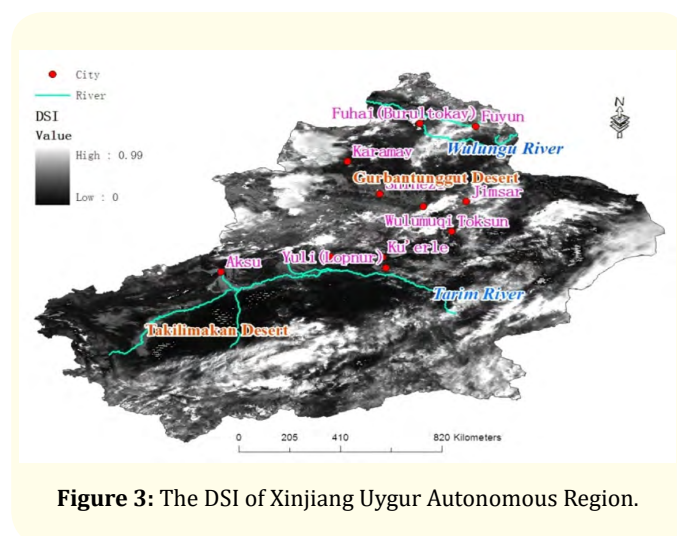 City
River
DSI
Value
High : 0.99
Low : 0
N
Fuhai(Burultokay)
Fuyun
Wulungu River
Karamay
Gurbantunggut Desert
Jimsar
Wulumuqi
Toksun
Ku'erle
Yuli(Lopnur)
Aksu
Tarim River
Takilimakan Desert
0 205 410 820 Kilometers
Figure 3: The DSI of Xinjiang Uygur Autonomous Region.